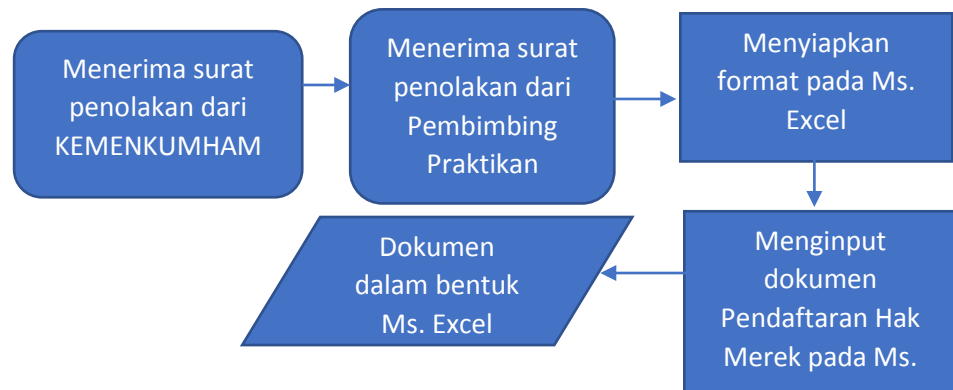 Menerima surat
penolakan dari
KEMENKUMHAM
Menerima surat
penolakan dari
Pembimbing
Praktikan
Menyiapkan
format pada Ms.
Excel
Menginput
dokumen
Pendaftaran Hak
Merek pada Ms.
Dokumen
dalam bentuk
Ms. Excel